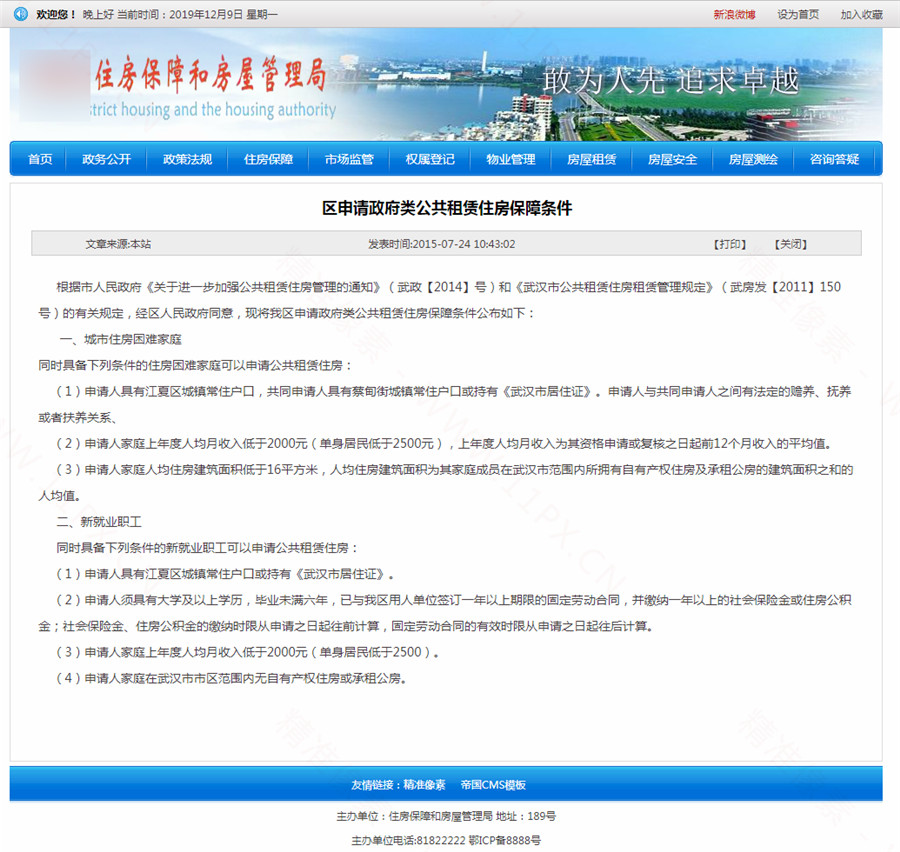 欢迎您！ 晚上好 当前时间：2019年12月9日 星期一 新浪微博 设为首页 加入收藏
住房保障和房屋管理局
strict housing and the housing authority
敢为人先 追求卓越
首页 政务公开 政策法规 住房保障 市场监管 权属登记 物业管理 房屋租赁 房屋安全 房屋测绘 咨询答疑
区申请政府类公共租赁住房保障条件
文章来源:本站 发表时间:2015-07-24 10:43:02 【打印】 【关闭】
根据市人民政府《关于进一步加强公共租赁住房管理的通知》（武政【2014】号）和《武汉市公共租赁住房租赁管理规定》（武房发【2011】150
号）的有关规定，经区人民政府同意，现将我区申请政府类公共租赁住房保障条件公布如下：
一、城市住房困难家庭
同时具备下列条件的住房困难家庭可以申请公共租赁住房：
（1）申请人具有江夏区城镇常住户口，共同申请人具有蔡甸街城镇常住户口或持有《武汉市居住证》。申请人与共同申请人之间有法定的赡养、抚养
或者扶养关系、
（2）申请人家庭上年度人均月收入低于2000元（单身居民低于2500元），上年度人均月收入为其资格申请或复核之日起前12个月收入的平均值。
（3）申请人家庭人均住房建筑面积低于16平方米，人均住房建筑面积为其家庭成员在武汉市范围内所拥有自有产权住房及承租公房的建筑面积之和的
人均值。
二、新就业职工
同时具备下列条件的新就业职工可以申请公共租赁住房：
（1）申请人具有江夏区城镇常住户口或持有《武汉市居住证》。
（2）申请人须具有大学及以上学历，毕业未满六年，已与我区用人单位签订一年以上期限的固定劳动合同，并缴纳一年以上的社会保险金或住房公积
金；社会保险金、住房公积金的缴纳时限从申请之日起往前计算，固定劳动合同的有效时限从申请之日起往后计算。
（3）申请人家庭上年度人均月收入低于2000元（单身居民低于2500）。
（4）申请人家庭在武汉市市区范围内无自有产权住房或承租公房。
友情链接：精准像素 帝国CMS模板
主办单位：住房保障和房屋管理局 地址：189号
主办单位电话:81822222 鄂ICP备8888号